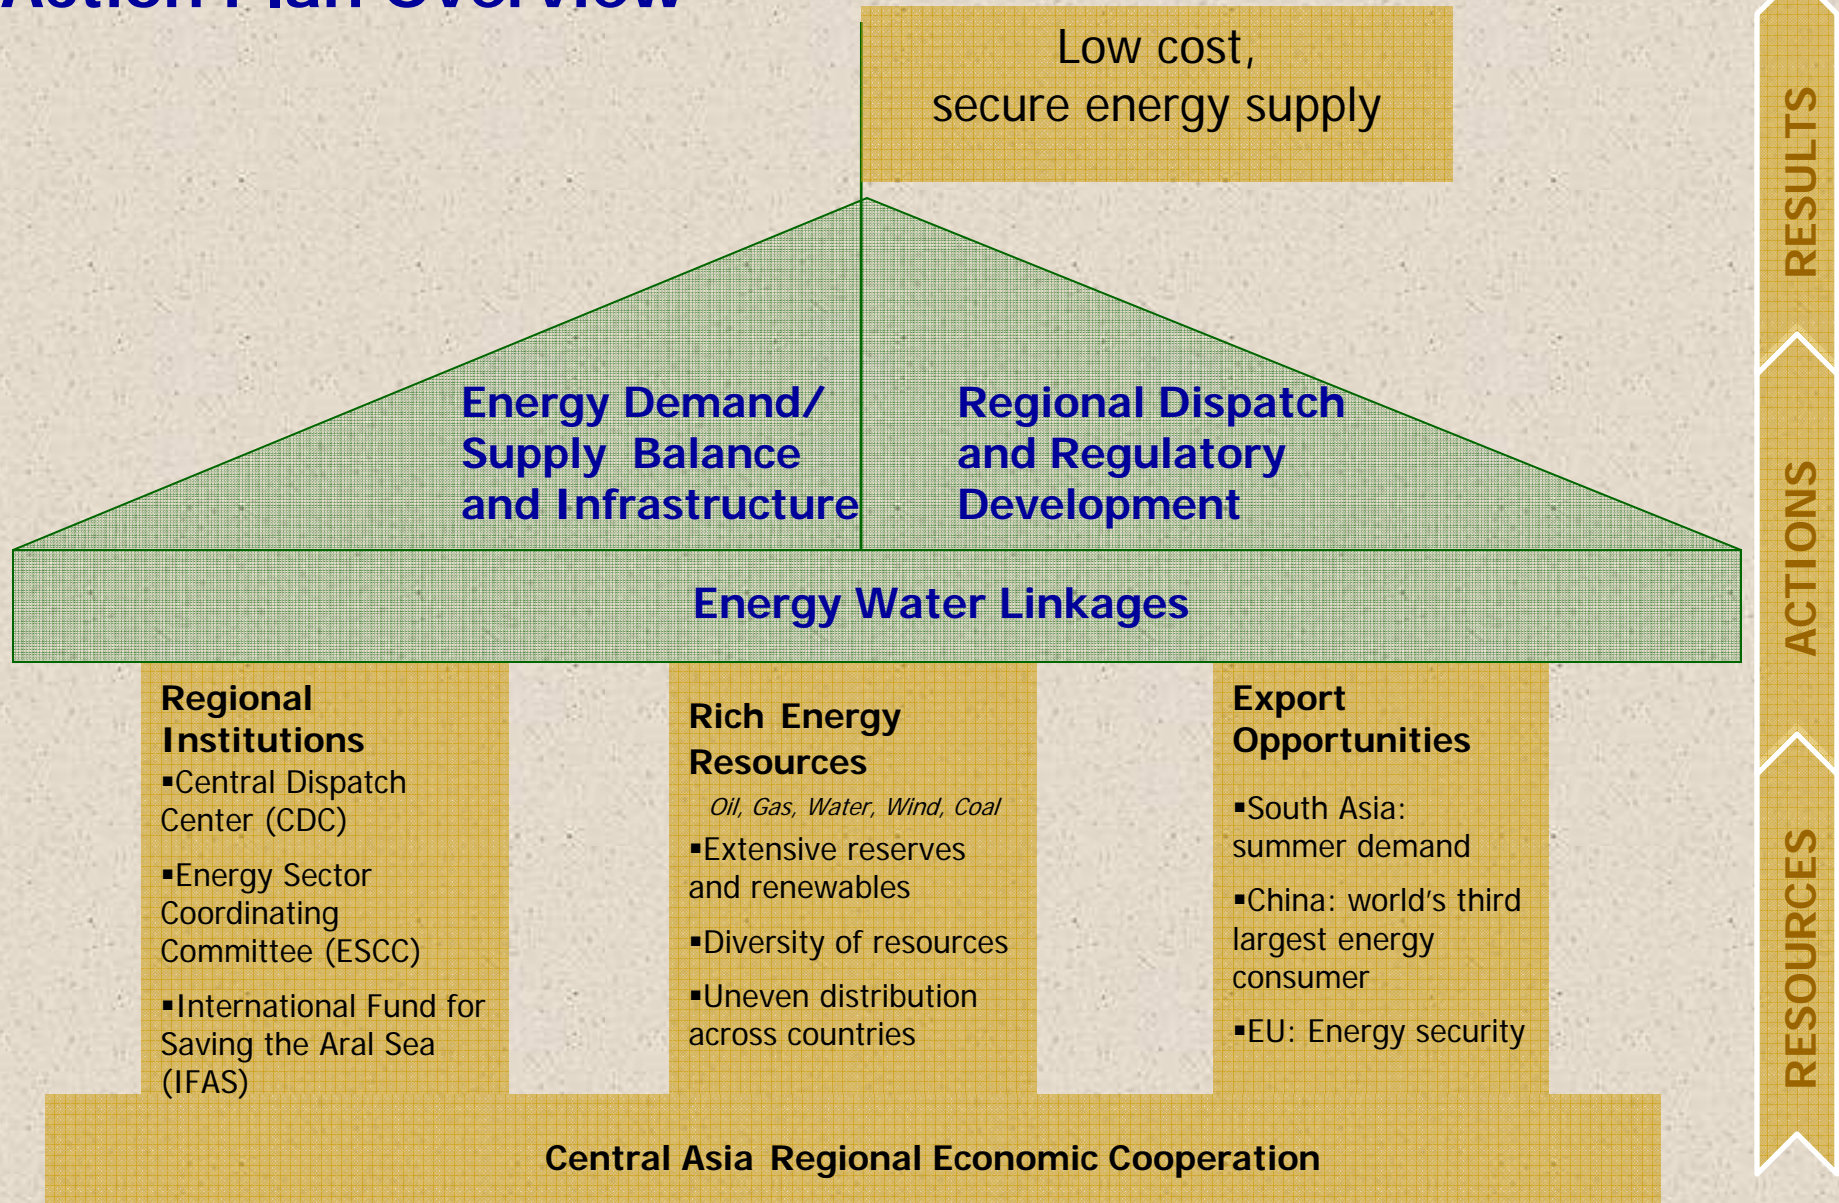 Action Plan Overview
Low cost,
secure energy supply
Energy Demand/
Supply Balance
and Infrastructure
Regional Dispatch
and Regulatory
Development
Energy Water Linkages
Regional
Institutions
▪Central Dispatch
Center (CDC)
▪Energy Sector
Coordinating
Committee (ESCC)
▪International Fund for
Saving the Aral Sea
(IFAS)
Rich Energy
Resources
Oil, Gas, Water, Wind, Coal
▪Extensive reserves
and renewables
▪Diversity of resources
▪Uneven distribution
across countries
Export
Opportunities
▪South Asia:
summer demand
▪China: world's third
largest energy
consumer
▪EU: Energy security
Central Asia Regional Economic Cooperation
RESULTS
ACTIONS
RESOURCES